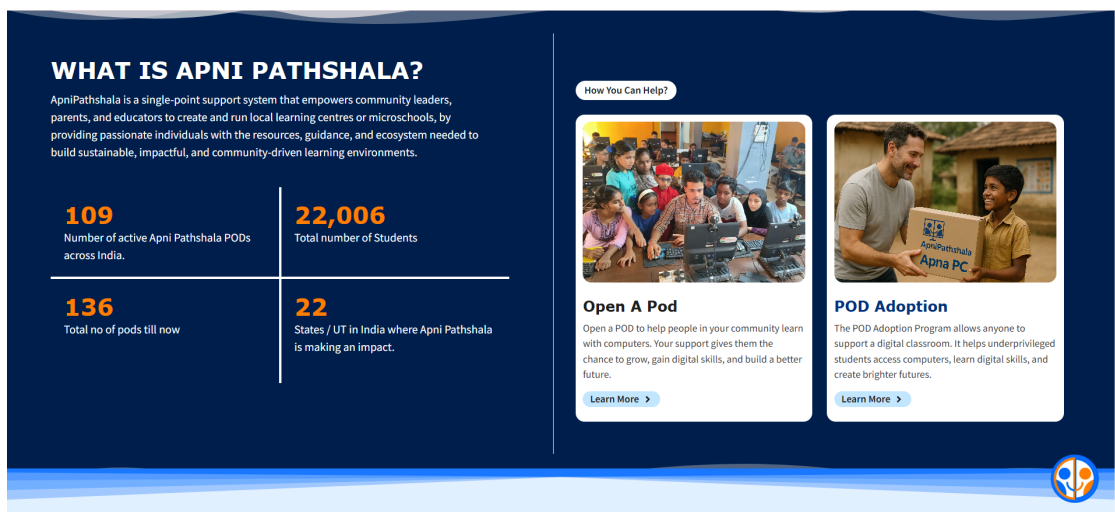 WHAT IS APNI PATHSHALA?
ApniPathshala is a single-point support system that empowers community leaders,
parents, and educators to create and run local learning centres or microschools, by
providing passionate individuals with the resources, guidance, and ecosystem needed to
build sustainable, impactful, and community-driven learning environments.
109
Number of active Apni Pathshala PODs
across India.
22,006
Total number of Students
136
Total no of pods till now
22
States / UT in India where Apni Pathshala
is making an impact.
How You Can Help?
Open A Pod
Open a POD to help people in your community learn
with computers. Your support gives them the
chance to grow, gain digital skills, and build a better
future.
Learn More
ApniPathshala
Apna PC
POD Adoption
The POD Adoption Program allows anyone to
support a digital classroom. It helps underprivileged
students access computers, learn digital skills, and
create brighter futures.
Learn More